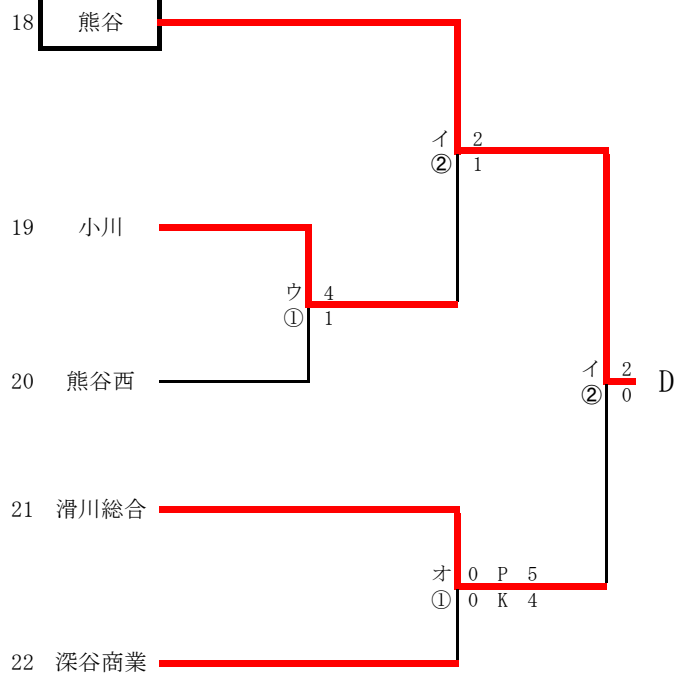 18 熊谷
イ 2
② 1
19 小川
ウ 4
① 1
20 熊谷西
イ 2
② 0
D
21 滑川総合
オ 0 P 5
① 0 K 4
22 深谷商業